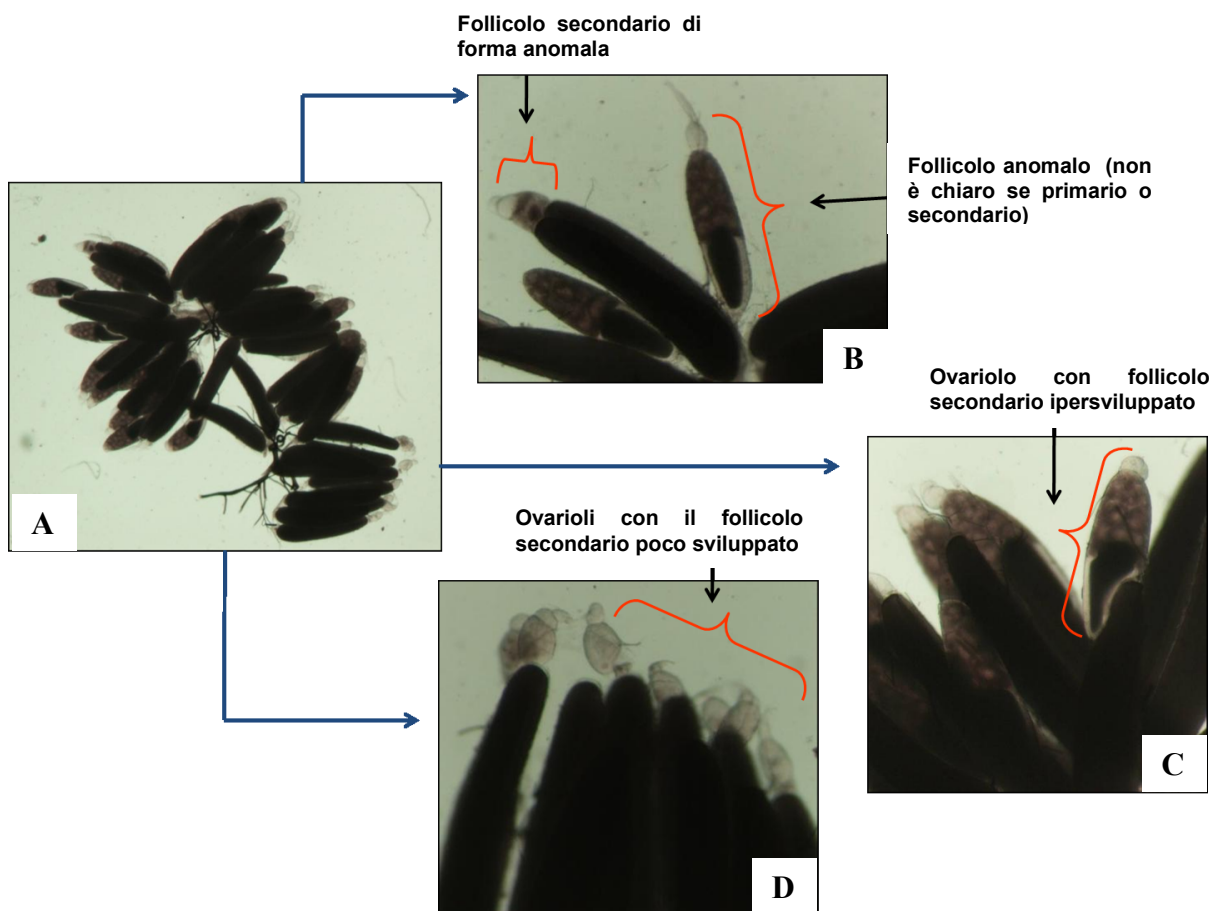 Follicolo secondario di
forma anomala
Follicolo anomalo (non
è chiaro se primario o
secondario)
B
A
Ovariolo con follicolo
secondario ipersviluppato
Ovarioli con il follicolo
secondario poco sviluppato
C
D